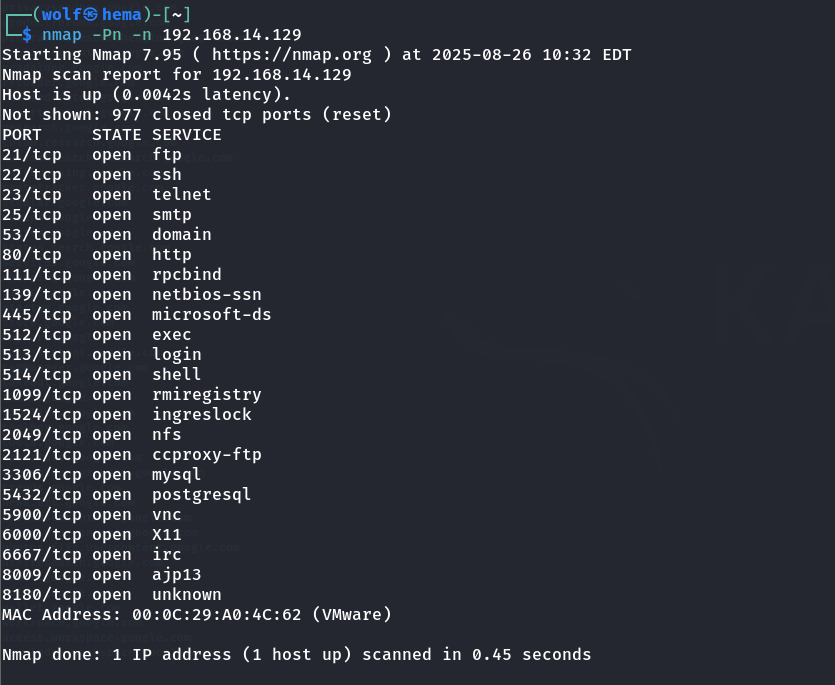 ┌──(wolf㉿hema)-[~]
└─$ nmap -Pn -n 192.168.14.129
Starting Nmap 7.95 ( https://nmap.org ) at 2025-08-26 10:32 EDT
Nmap scan report for 192.168.14.129
Host is up (0.0042s latency).
Not shown: 977 closed tcp ports (reset)
PORT     STATE SERVICE
21/tcp   open  ftp
22/tcp   open  ssh
23/tcp   open  telnet
25/tcp   open  smtp
53/tcp   open  domain
80/tcp   open  http
111/tcp  open  rpcbind
139/tcp  open  netbios-ssn
445/tcp  open  microsoft-ds
512/tcp  open  exec
513/tcp  open  login
514/tcp  open  shell
1099/tcp open  rmiregistry
1524/tcp open  ingreslock
2049/tcp open  nfs
2121/tcp open  ccproxy-ftp
3306/tcp open  mysql
5432/tcp open  postgresql
5900/tcp open  vnc
6000/tcp open  X11
6667/tcp open  irc
8009/tcp open  ajp13
8180/tcp open  unknown
MAC Address: 00:0C:29:A0:4C:62 (VMware)
Nmap done: 1 IP address (1 host up) scanned in 0.45 seconds